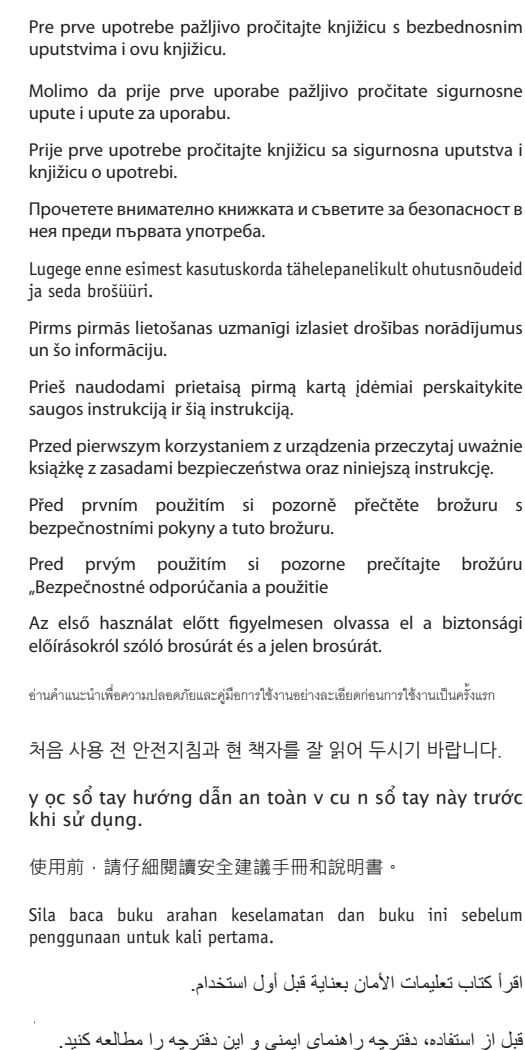 Pre prve upotrebe pažljivo pročitajte knjižicu s bezbednosnim
uputstvima i ovu knjižicu.
Molimo da prije prve uporabe pažljivo pročitate sigurnosne
upute i upute za uporabu.
Prije prve upotrebe pročitajte knjižicu sa sigurnosna uputstva i
knjižicu o upotrebi.
Прочетете внимателно книжката и съветите за безопасност в
нея преди първата употреба.
Lugege enne esimest kasutuskorda tähelepanelikult ohutusnõudeid
ja seda brošüüri.
Pirms pirmās lietošanas uzmanīgi izlasiet drošības norādījumus
un šo informāciju.
Prieš naudodami prietaisą pirmą kartą įdėmiai perskaitykite
saugos instrukciją ir šią instrukciją.
Przed pierwszym korzystaniem z urządzenia przeczytaj uważnie
książkę z zasadami bezpieczeństwa oraz niniejszą instrukcję.
Před prvním použitím si pozorně přečtěte brožuru s
bezpečnostními pokyny a tuto brožuru.
Pred prvým použitím si pozorne prečítajte brožúru
„Bezpečnostné odporúčania a použitie
Az első használat előtt figyelmesen olvassa el a biztonsági
előírásokról szóló brosúrát és a jelen brosúrát.
อ่านคำแนะนำเพื่อความปลอดภัยและคู่มือการใช้งานอย่างละเอียดก่อนการใช้งานเป็นครั้งแรก
처음 사용 전 안전지침과 현 책자를 잘 읽어 두시기 바랍니다.
y ọc sổ tay hướng dẫn an toàn v cu n sổ tay này trước
khi sử dụng.
使用前，請仔細閱讀安全建議手冊和說明書。
Sila baca buku arahan keselamatan dan buku ini sebelum
penggunaan untuk kali pertama.
اقرأ كتاب تعليمات الأمان بعناية قبل أول استخدام.
قبل از استفاده، دفترچه راهنمای ایمنی و این دفترچه را مطالعه کنید.